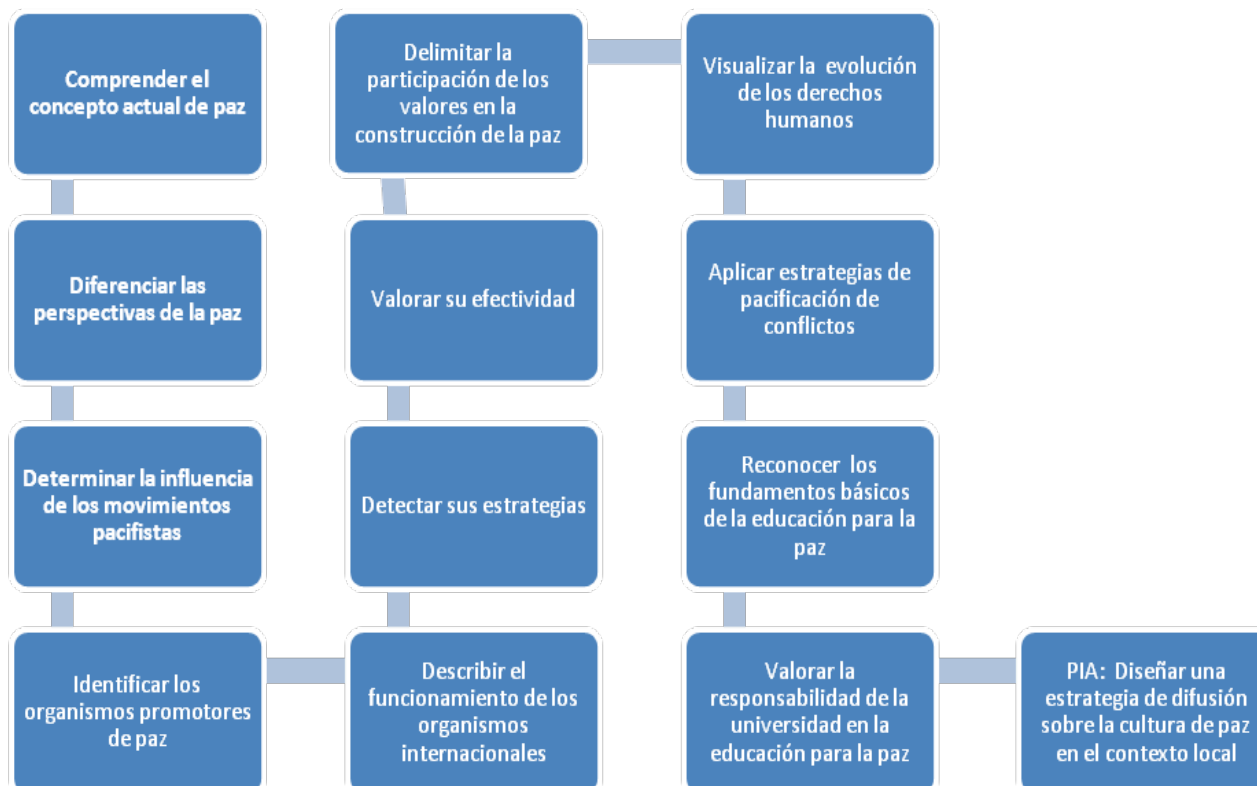 Comprender el
concepto actual de paz
Diferenciar las
perspectivas de la paz
Determinar la influencia
de los movimientos
pacifistas
Identificar los
organismos promotores
de paz
Describir el
funcionamiento de los
organismos
internacionales
Detectar sus estrategias
Valorar su efectividad
Delimitar la
participación de los
valores en la
construcción de la paz
Visualizar la evolución
de los derechos
humanos
Aplicar estrategias de
pacificación de
conflictos
Reconocer los
fundamentos básicos
de la educación para la
paz
Valorar la
responsabilidad de la
universidad en la
educación para la paz
PIA: Diseñar una
estrategia de difusión
sobre la cultura de paz
en el contexto local